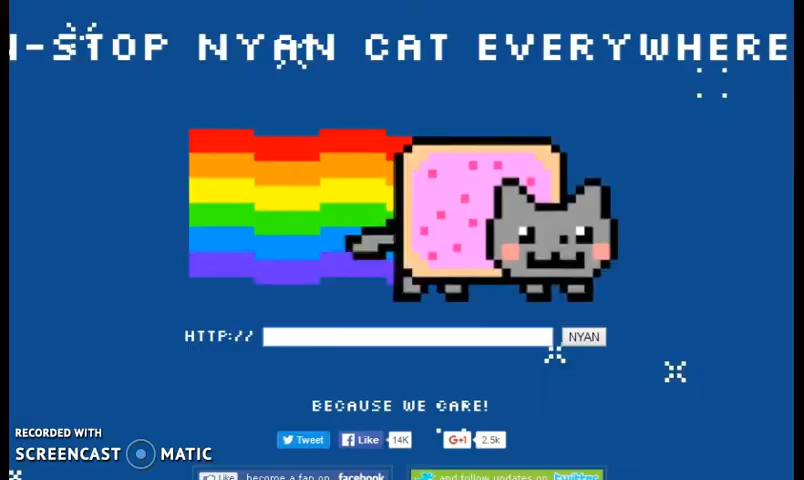 N-STOP NYAN CAT EVERYWHERE
HTTP:// NYAN
BECAUSE WE CARE!
Tweet Like 14K G+1 2.5k
RECORDED WITH
SCREENCAST MATIC
Like become a fan on facebook
and follow updates on twitter